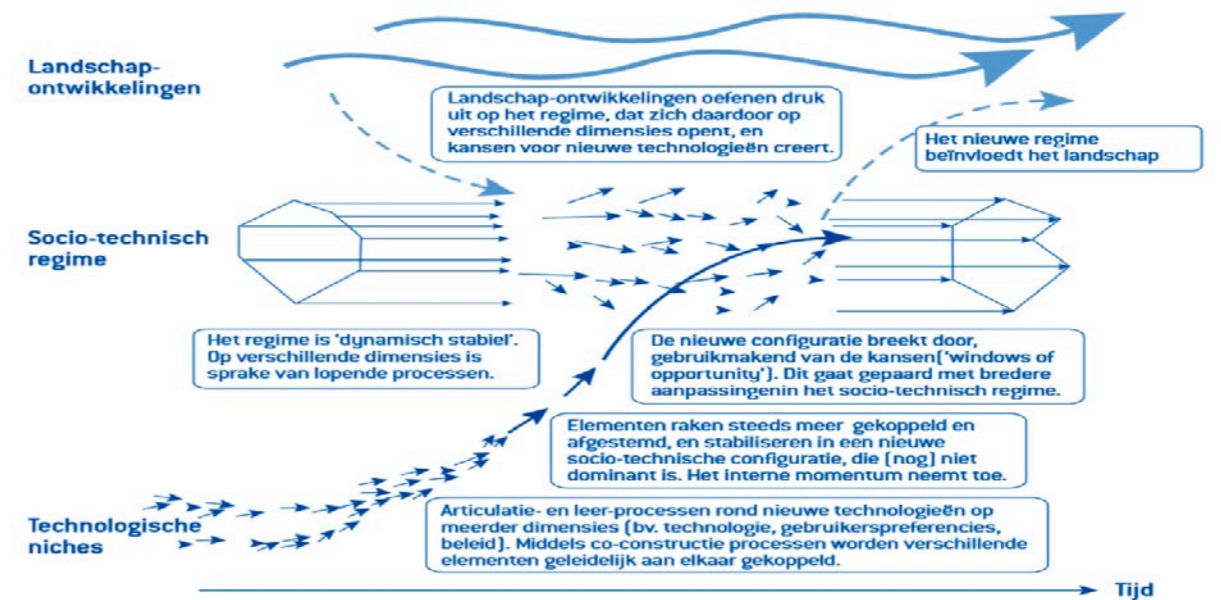 Landschap-
ontwikkelingen
Landschap-ontwikkelingen oefenen druk
uit op het regime, dat zich daardoor op
verschillende dimensies opent, en
kansen voor nieuwe technologieën creert.
Het nieuwe regime
beïnvloedt het landschap
Socio-technisch
regime
Het regime is 'dynamisch stabiel'.
Op verschillende dimensies is
sprake van lopende processen.
De nieuwe configuratie breekt door,
gebruikmakend van de kansen('windows of
opportunity'). Dit gaat gepaard met bredere
aanpassingenin het socio-technisch regime.
Elementen raken steeds meer gekoppeld en
afgestemd, en stabiliseren in een nieuwe
socio-technische configuratie, die (nog) niet
dominant is. Het interne momentum neemt toe.
Technologische
niches
Articulatie- en leer-processen rond nieuwe technologieën op
meerder dimensies (bv. technologie, gebruikerspreferencies,
beleid). Middels co-constructie processen worden verschillende
elementen geleidelijk aan elkaar gekoppeld.
Tijd